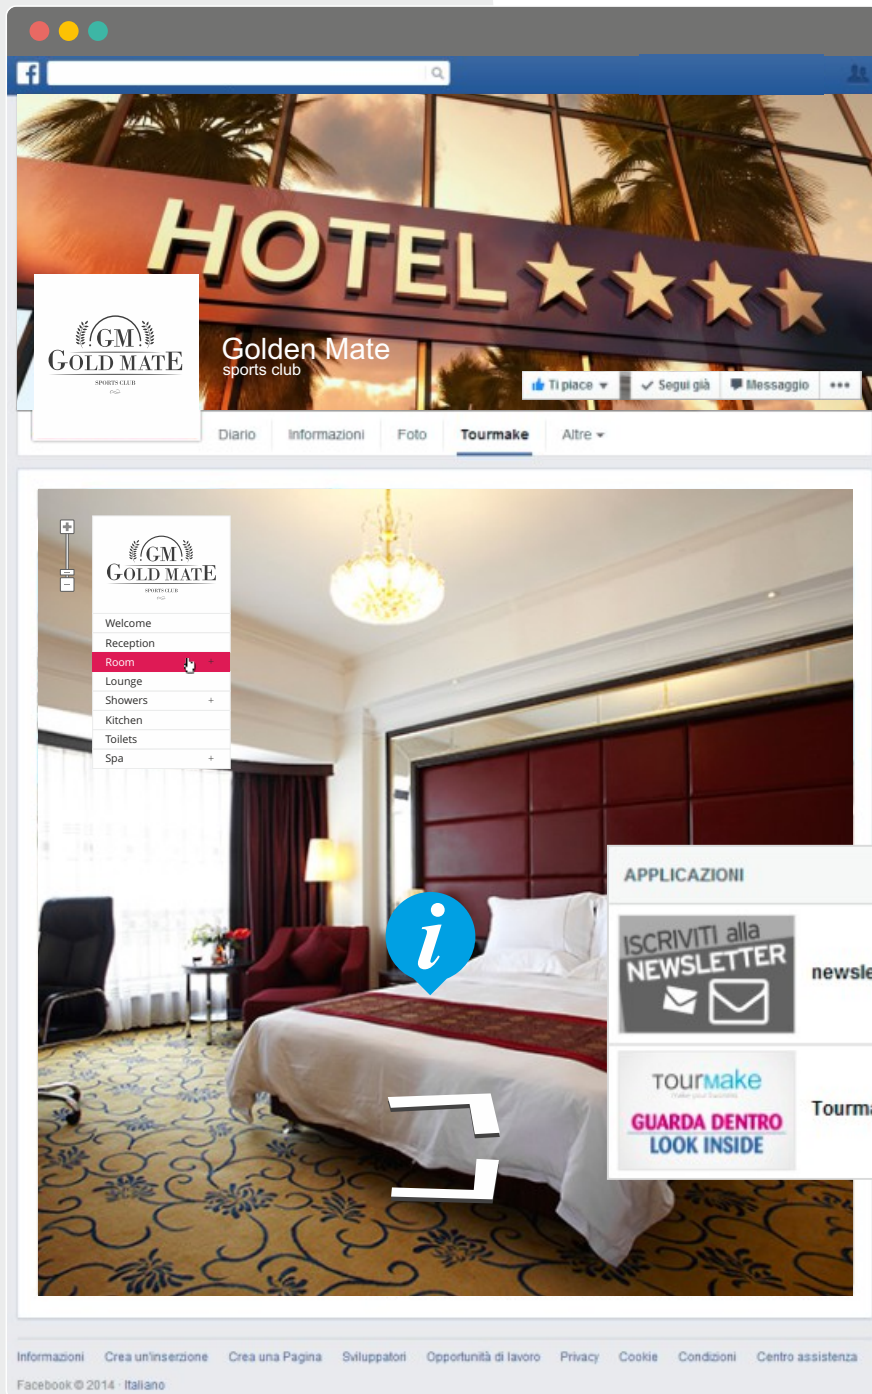 f
HOTEL
GM
GOLD MATE
SPORTS CLUB
Golden Mate
sports club
Ti piace
Segui già
Messaggio
Diario
Informazioni
Foto
Tourmake
Altre
GM
GOLD MATE
SPORTS CLUB
Welcome
Reception
Room +
Lounge
Showers +
Kitchen
Toilets
Spa +
i
APPLICAZIONI
ISCRIVITI alla
NEWSLETTER
newsle
Tourmake
make your business
GUARDA DENTRO
LOOK INSIDE
Tourma
Informazioni Crea un'inserzione Crea una Pagina Sviluppatori Opportunità di lavoro Privacy Cookie Condizioni Centro assistenza
Facebook © 2014 · Italiano